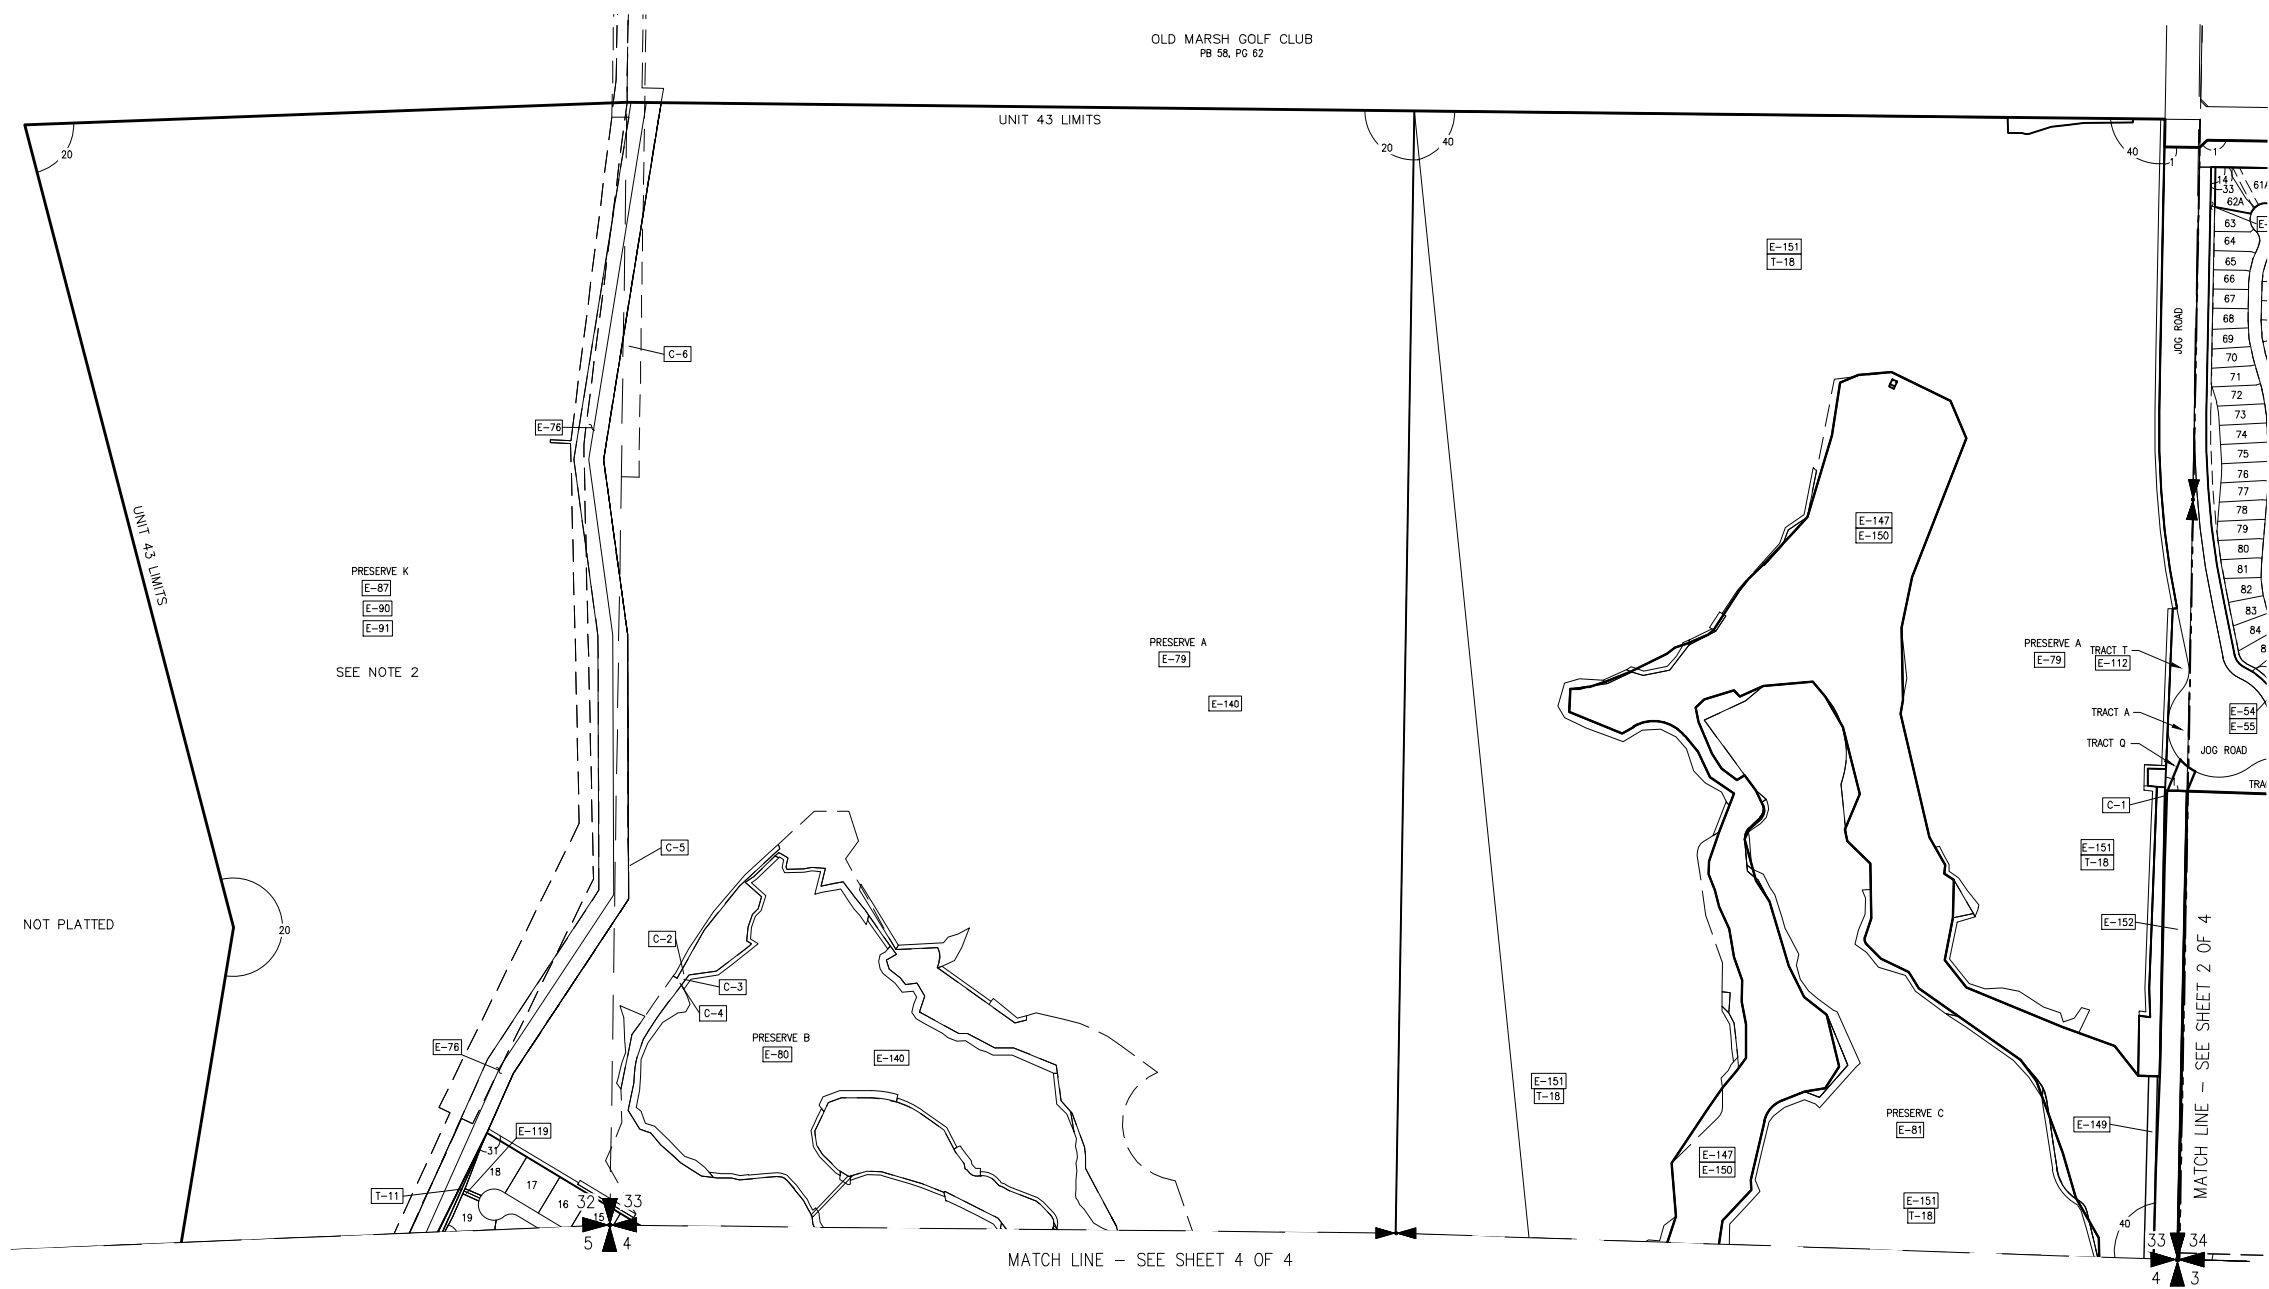 OLD MARSH GOLF CLUB
PB 58, PG 62
UNIT 43 LIMITS
20
20
40
40
1
1
14
33
61A
62A
63
64
65
66
67
68
69
70
71
72
73
74
75
76
77
78
79
80
81
82
83
84
E-151
T-18
JOG ROAD
C-6
E-76
UNIT 43 LIMITS
E-147
E-150
PRESERVE K
E-87
E-90
E-91
SEE NOTE 2
PRESERVE A
E-79
E-140
PRESERVE A
E-79
TRACT T
E-112
TRACT A
E-54
E-55
TRACT Q
JOG ROAD
C-1
C-5
E-151
T-18
NOT PLATTED
20
E-152
C-2
C-3
C-4
MATCH LINE - SEE SHEET 2 OF 4
PRESERVE B
E-80
E-140
E-76
E-151
T-18
PRESERVE C
E-81
E-149
E-119
31
18
17
16
15
19
T-11
E-147
E-150
E-151
T-18
40
32 33
5 4
33 34
4 3
MATCH LINE - SEE SHEET 4 OF 4